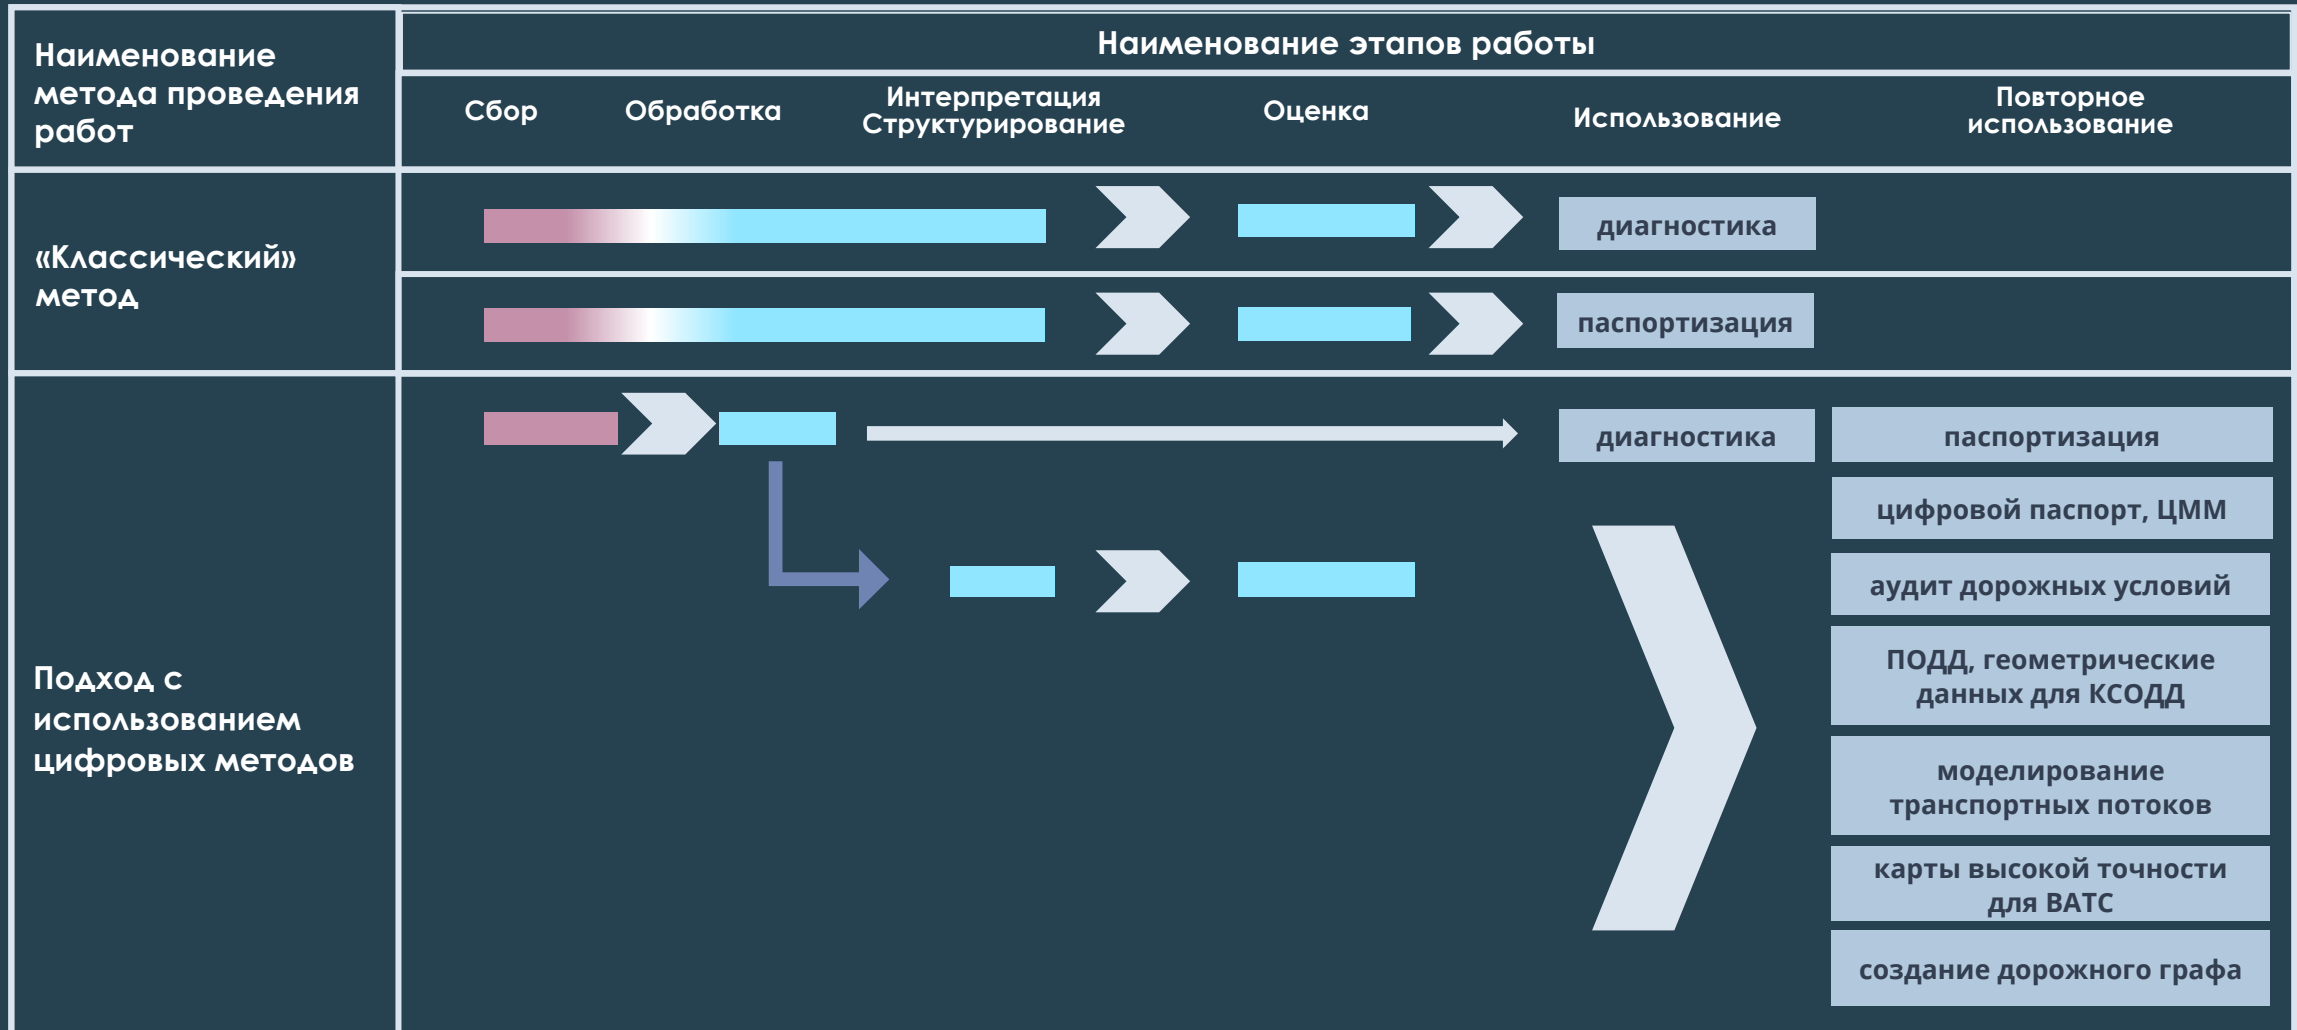 Наименование
метода проведения
работ
Наименование этапов работы
Сбор
Обработка
Интерпретация
Структурирование
Оценка
Использование
Повторное
использование
«Классический»
метод
диагностика
паспортизация
Подход с
использованием
цифровых методов
диагностика
паспортизация
цифровой паспорт, ЦММ
аудит дорожных условий
ПОДД, геометрические
данных для КСОДД
моделирование
транспортных потоков
карты высокой точности
для ВАТС
создание дорожного графа